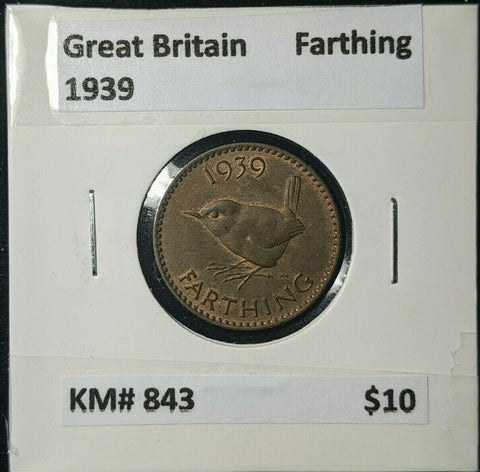 Great Britain Farthing
1939
1939
FARTHING
KM# 843 $10